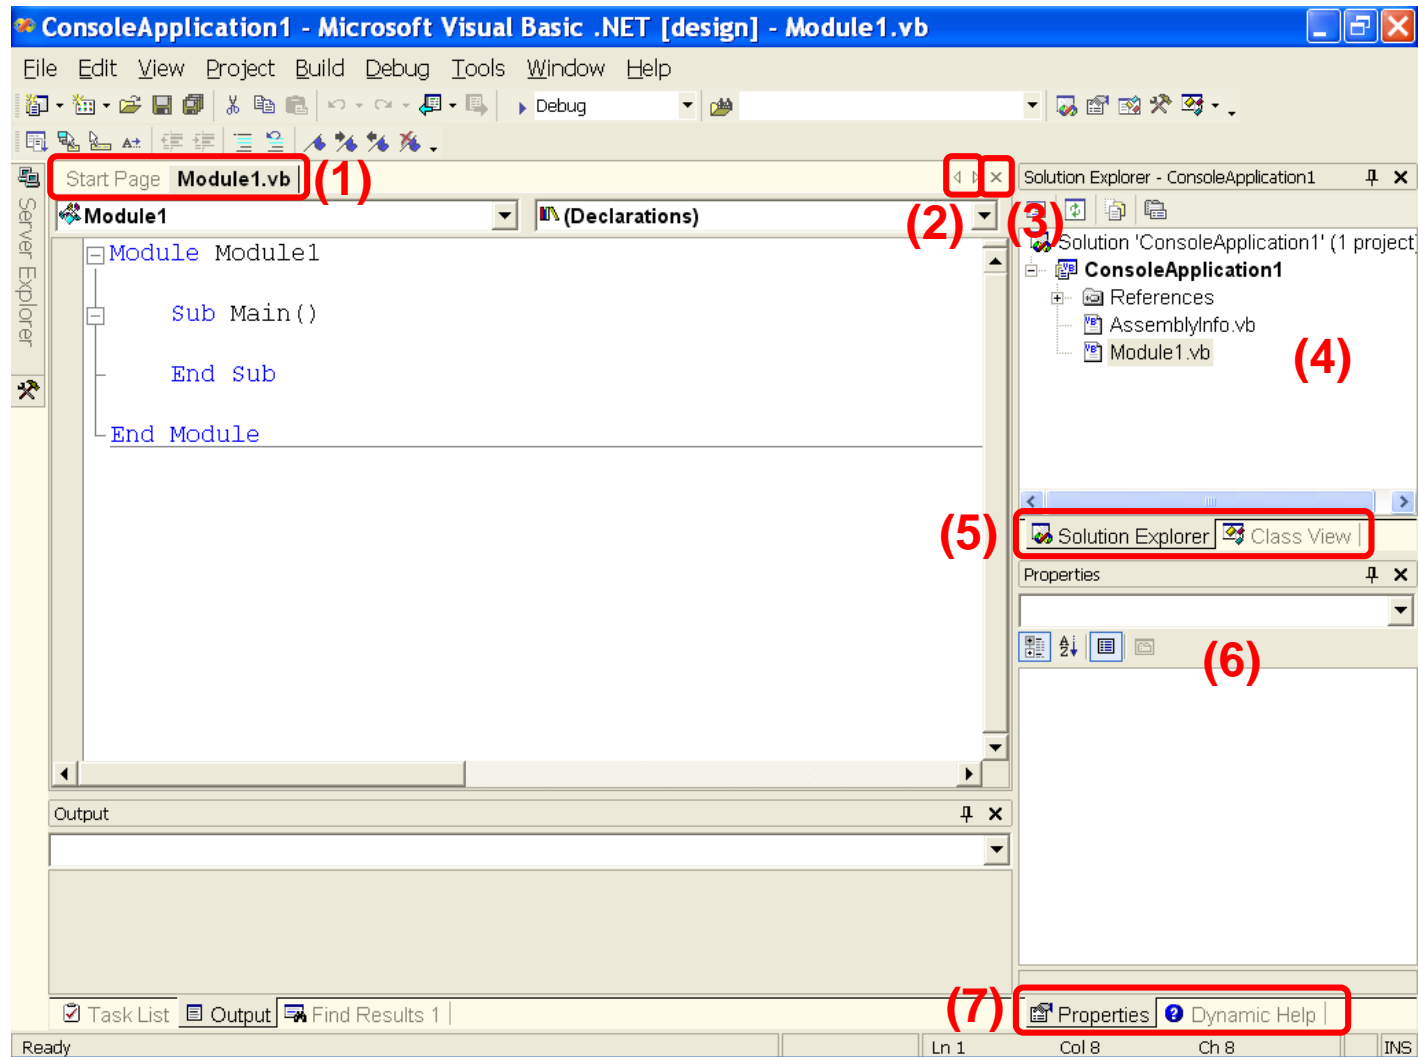 ConsoleApplication1 - Microsoft Visual Basic .NET [design] - Module1.vb
File Edit View Project Build Debug Tools Window Help
Debug
Start Page Module1.vb (1)
(2)
(3)
Server Explorer
Module1
(Declarations)
Module Module1
Sub Main()
End Sub
End Module
Solution Explorer - ConsoleApplication1
Solution 'ConsoleApplication1' (1 project)
ConsoleApplication1
References
AssemblyInfo.vb
Module1.vb
(4)
(5)
Solution Explorer Class View
Properties
(6)
Output
Task List Output Find Results 1
(7)
Properties Dynamic Help
Ready Ln 1 Col 8 Ch 8 INS